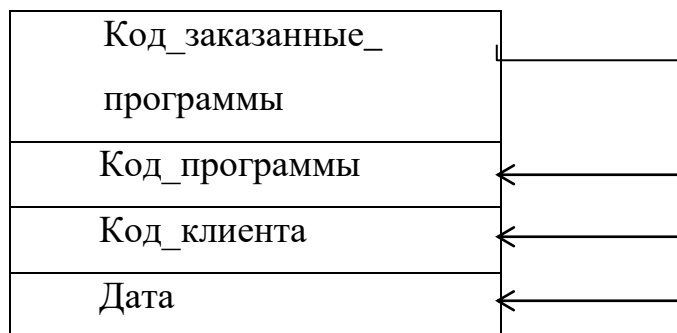 Код_заказанные_
программы
Код_программы
Код_клиента
Дата